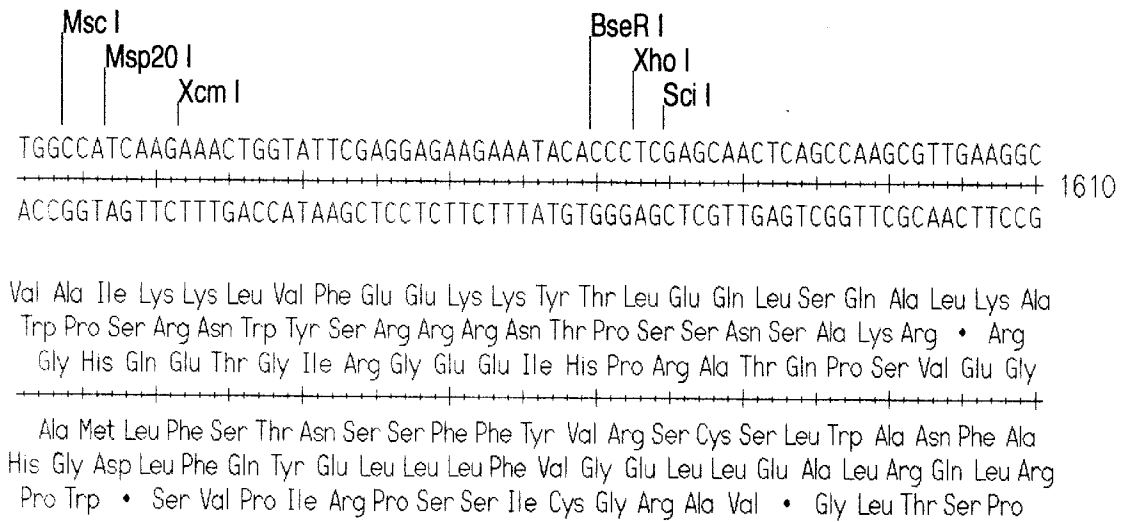 Msc I
BseR I
Msp20 I
Xho I
Xcm I
Sci I
TGGCCATCAAGAAACTGGTATTCGAGGAGAAGAAATACACCCTCGAGCAACTCAGCCAAGCGTTGAAGGC
1610
ACCGGTAGTTCTTTGACCATAAGCTCCTCTTCTTTATGTGGGAGCTCGTTGAGTCGGTTCGCAACTTCCG
Val Ala Ile Lys Lys Leu Val Phe Glu Glu Lys Lys Tyr Thr Leu Glu Gln Leu Ser Gln Ala Leu Lys Ala
Trp Pro Ser Arg Asn Trp Tyr Ser Arg Arg Arg Asn Thr Pro Ser Ser Asn Ser Ala Lys Arg • Arg
Gly His Gln Glu Thr Gly Ile Arg Gly Glu Glu Ile His Pro Arg Ala Thr Gln Pro Ser Val Glu Gly
Ala Met Leu Phe Ser Thr Asn Ser Ser Phe Phe Tyr Val Arg Ser Cys Ser Leu Trp Ala Asn Phe Ala
His Gly Asp Leu Phe Gln Tyr Glu Leu Leu Leu Phe Val Gly Glu Leu Leu Glu Ala Leu Arg Gln Leu Arg
Pro Trp • Ser Val Pro Ile Arg Pro Ser Ser Ile Cys Gly Arg Ala Val • Gly Leu Thr Ser Pro